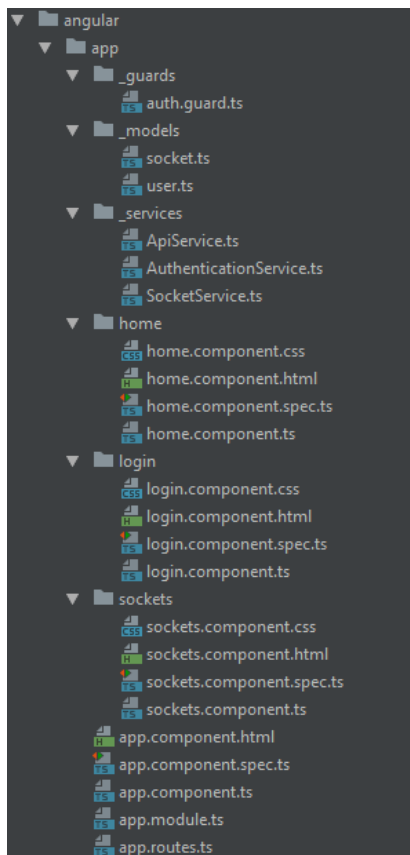 angular
app
_guards
auth.guard.ts
_models
socket.ts
user.ts
_services
ApiService.ts
AuthenticationService.ts
SocketService.ts
home
home.component.css
home.component.html
home.component.spec.ts
home.component.ts
login
login.component.css
login.component.html
login.component.spec.ts
login.component.ts
sockets
sockets.component.css
sockets.component.html
sockets.component.spec.ts
sockets.component.ts
app.component.html
app.component.spec.ts
app.component.ts
app.module.ts
app.routes.ts